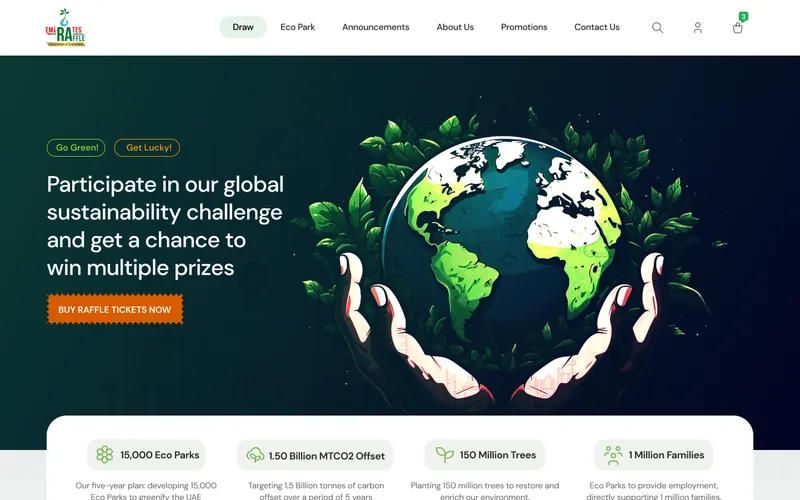 EMIRATES
RAFFLE
Draw
Eco Park
Announcements
About Us
Promotions
Contact Us
3
Go Green!
Get Lucky!
Participate in our global
sustainability challenge
and get a chance to
win multiple prizes
BUY RAFFLE TICKETS NOW
15,000 Eco Parks
Our five-year plan: developing 15,000
Eco Parks to greenify the UAE
1.50 Billion MTCO2 Offset
Targeting 1.5 Billion tonnes of carbon
offset over a period of 5 years
150 Million Trees
Planting 150 million trees to restore and
enrich our environment.
1 Million Families
Eco Parks to provide employment,
directly supporting 1 million families.